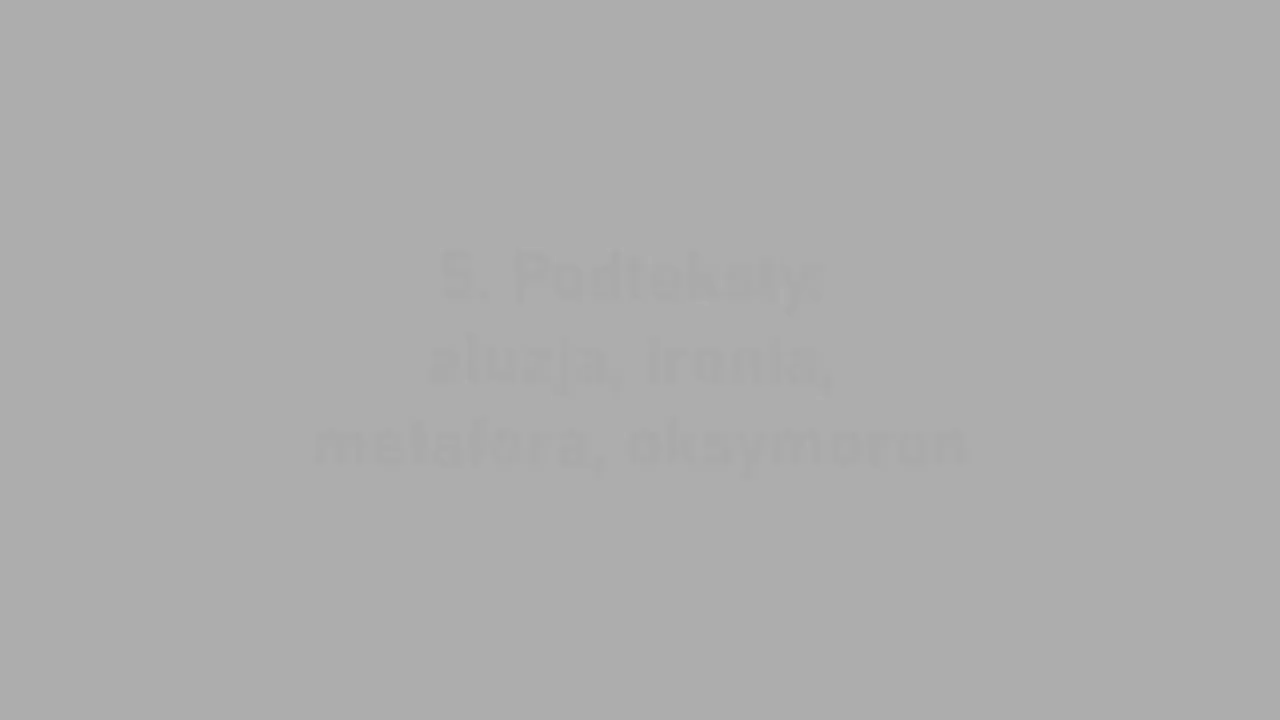 5. Podteksty:
aluzja, ironia,
metafora, oksymoron